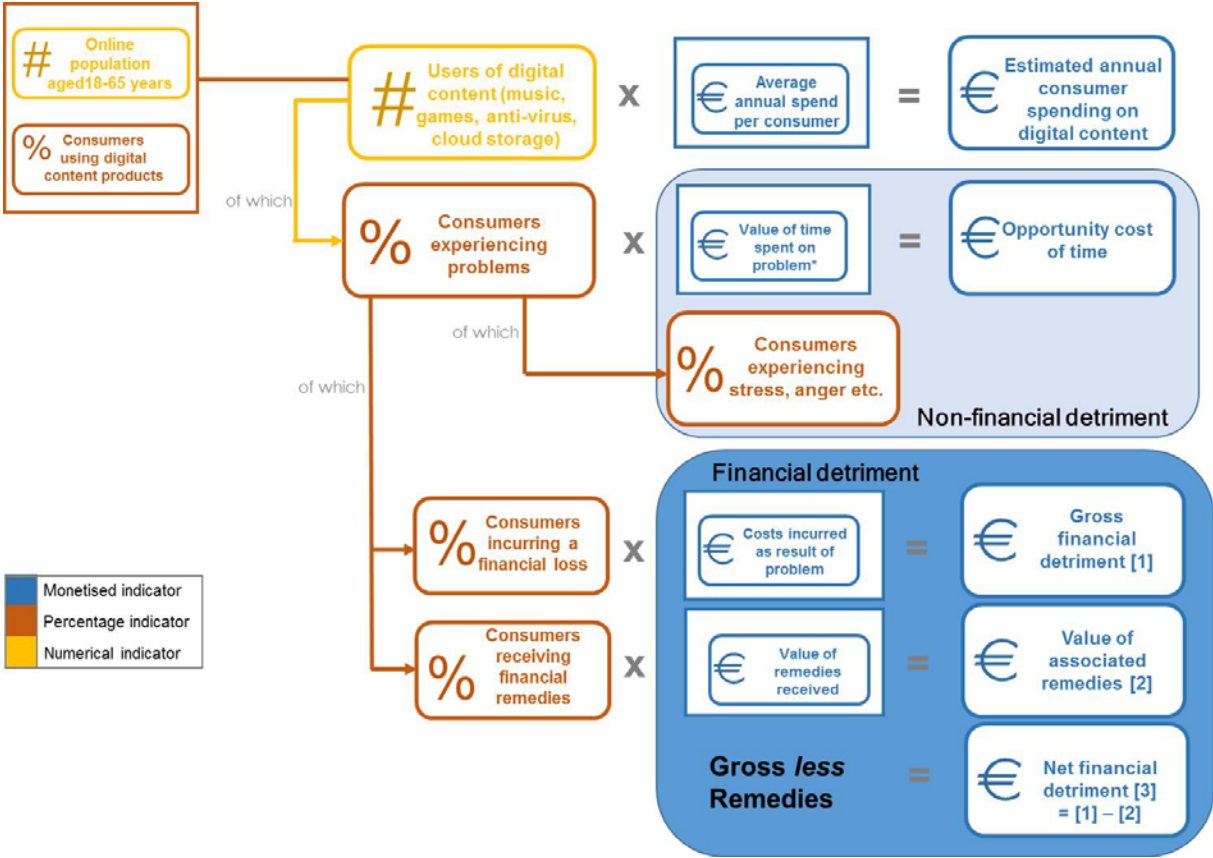 # Online
population
aged18-65 years
% Consumers
using digital
content products
# Users of digital
content (music,
games, anti-virus,
cloud storage)
x
€ Average
annual spend
per consumer
=
€ Estimated annual
consumer
spending on
digital content
of which
% Consumers
experiencing
problems
x
€ Value of time
spent on
problem*
=
€ Opportunity cost
of time
of which
% Consumers
experiencing
stress, anger etc.
Non-financial detriment
of which
Financial detriment
% Consumers
incurring a
financial loss
x
€ Costs incurred
as result of
problem
=
€ Gross
financial
detriment [1]
% Consumers
receiving
financial
remedies
x
€ Value of
remedies
received
=
€ Value of
associated
remedies [2]
Gross less
Remedies
=
€ Net financial
detriment [3]
= [1] – [2]
Monetised indicator
Percentage indicator
Numerical indicator